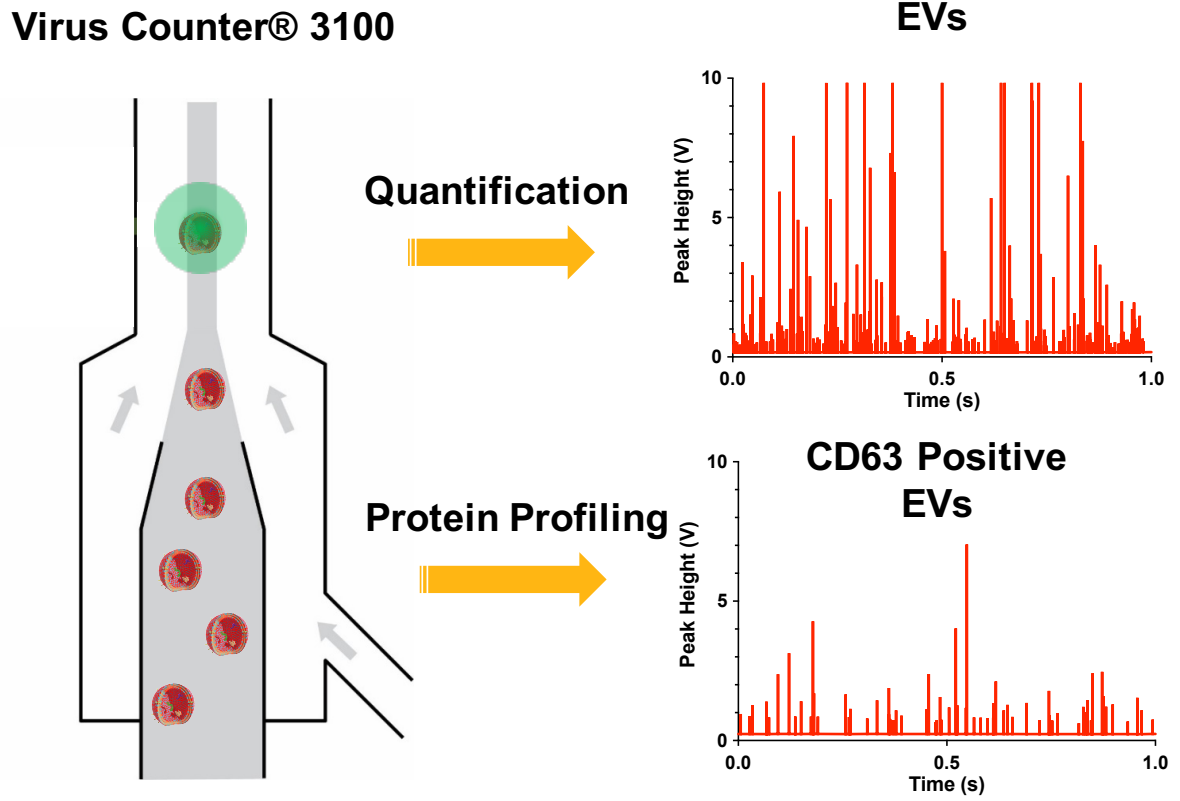 Virus Counter® 3100
EVs
Quantification
10
5
0
Peak Height (V)
0.0
0.5
1.0
Time (s)
CD63 Positive
EVs
Protein Profiling
10
5
0
Peak Height (V)
0.0
0.5
1.0
Time (s)